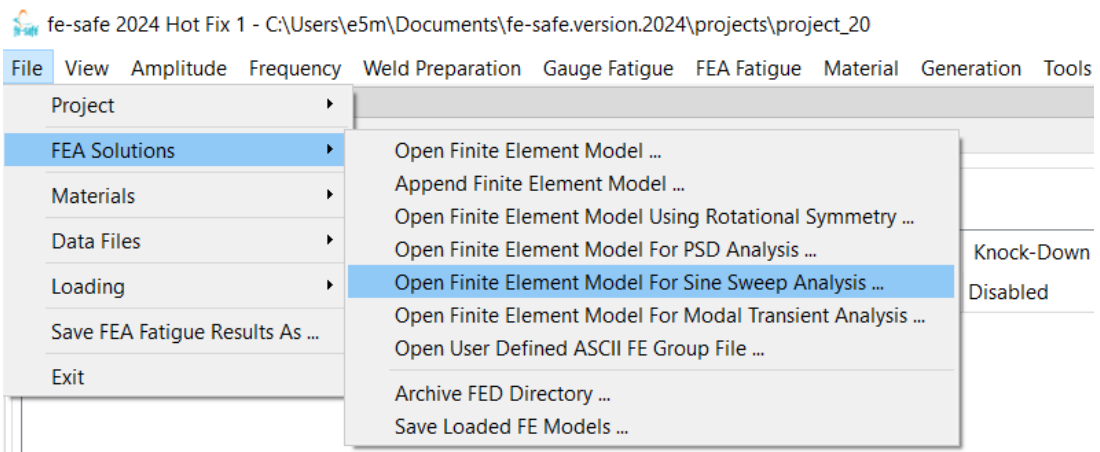 fe-safe 2024 Hot Fix 1 - C:\Users\e5m\Documents\fe-safe.version.2024\projects\project_20
File View Amplitude Frequency Weld Preparation Gauge Fatigue FEA Fatigue Material Generation Tools
Project
FEA Solutions
Materials
Data Files
Loading
Save FEA Fatigue Results As ...
Exit
Open Finite Element Model ...
Append Finite Element Model ...
Open Finite Element Model Using Rotational Symmetry ...
Open Finite Element Model For PSD Analysis ...
Open Finite Element Model For Sine Sweep Analysis ...
Open Finite Element Model For Modal Transient Analysis ...
Open User Defined ASCII FE Group File ...
Archive FED Directory ...
Save Loaded FE Models ...
Knock-Down
Disabled